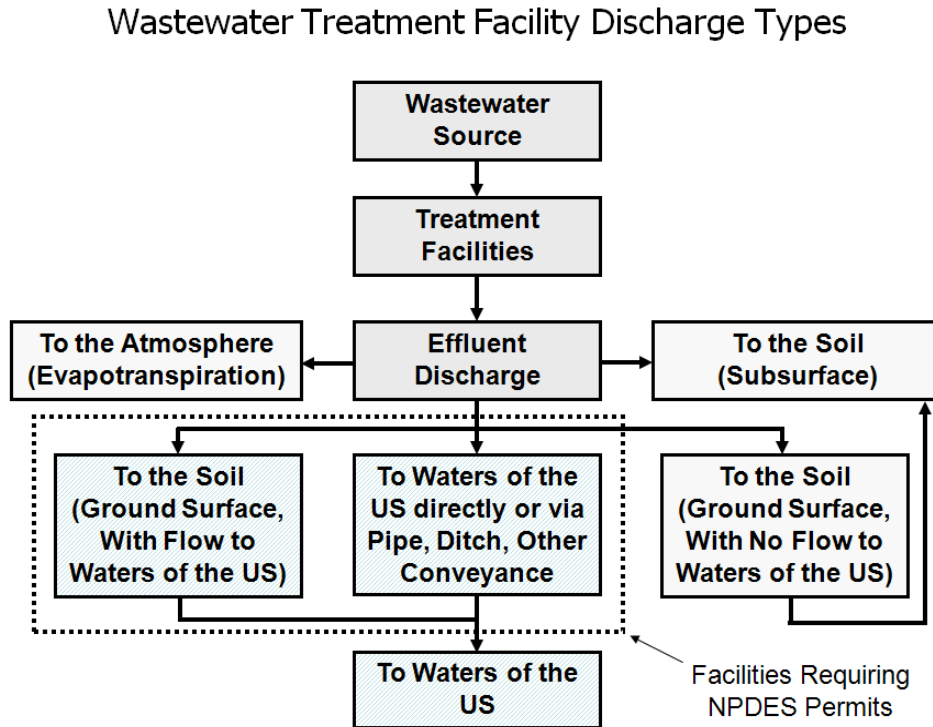 Wastewater Treatment Facility Discharge Types
Wastewater
Source
Treatment
Facilities
To the Atmosphere
(Evapotranspiration)
Effluent
Discharge
To the Soil
(Subsurface)
To the Soil
(Ground Surface,
With Flow to
Waters of the US)
To Waters of the
US directly or via
Pipe, Ditch, Other
Conveyance
To the Soil
(Ground Surface,
With No Flow to
Waters of the US)
To Waters of the
US
Facilities Requiring
NPDES Permits